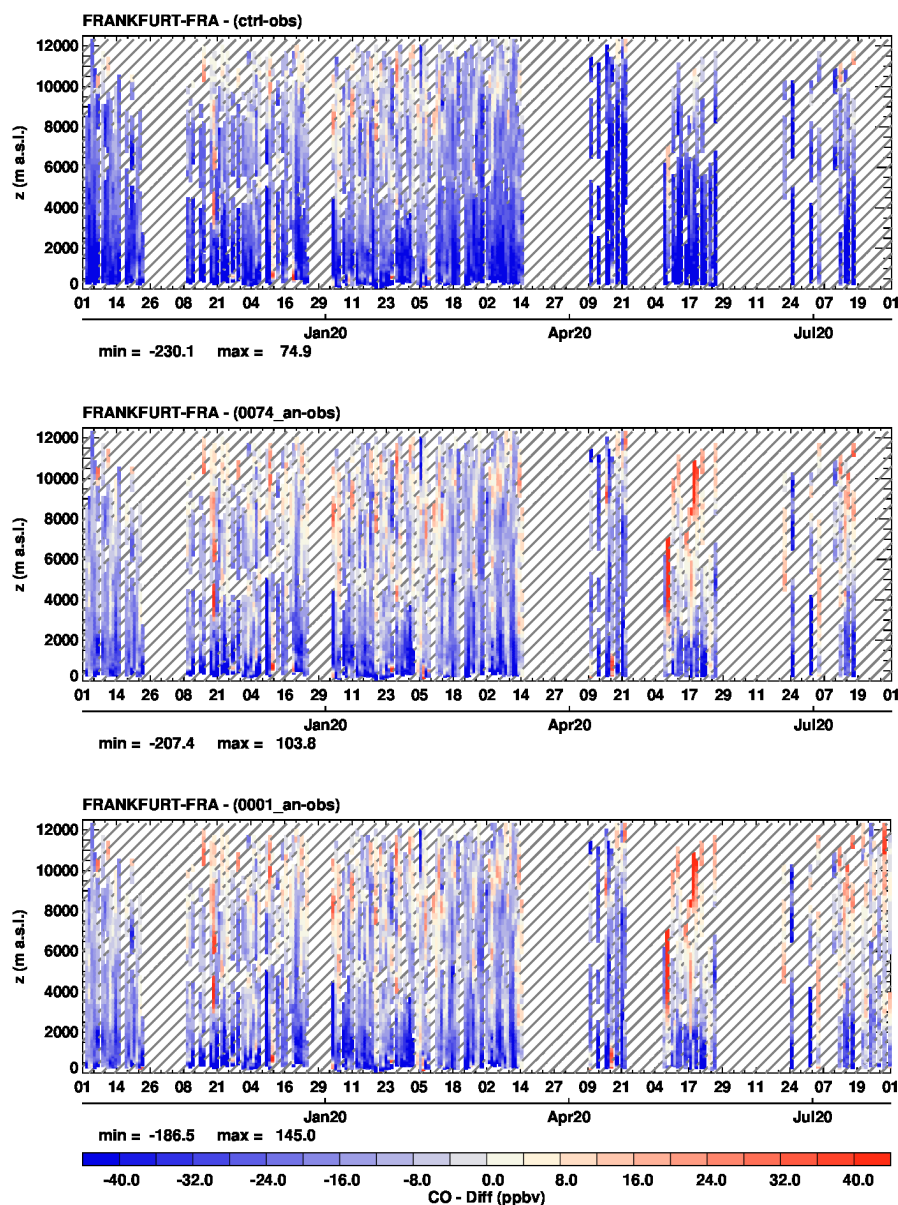 FRANKFURT-FRA - (ctrl-obs)
12000
10000
8000
6000
4000
2000
0
z (m a.s.l.)
01 14 26 08 21 04 16 29 11 23 05 18 02 14 27 09 21 04 17 29 11 24 07 19 01
Jan20 Apr20 Jul20
min = -230.1 max = 74.9
FRANKFURT-FRA - (0074_an-obs)
12000
10000
8000
6000
4000
2000
0
z (m a.s.l.)
01 14 26 08 21 04 16 29 11 23 05 18 02 14 27 09 21 04 17 29 11 24 07 19 01
Jan20 Apr20 Jul20
min = -207.4 max = 103.8
FRANKFURT-FRA - (0001_an-obs)
12000
10000
8000
6000
4000
2000
0
z (m a.s.l.)
01 14 26 08 21 04 16 29 11 23 05 18 02 14 27 09 21 04 17 29 11 24 07 19 01
Jan20 Apr20 Jul20
min = -186.5 max = 145.0
-40.0 -32.0 -24.0 -16.0 -8.0 0.0 8.0 16.0 24.0 32.0 40.0
CO - Diff (ppbv)